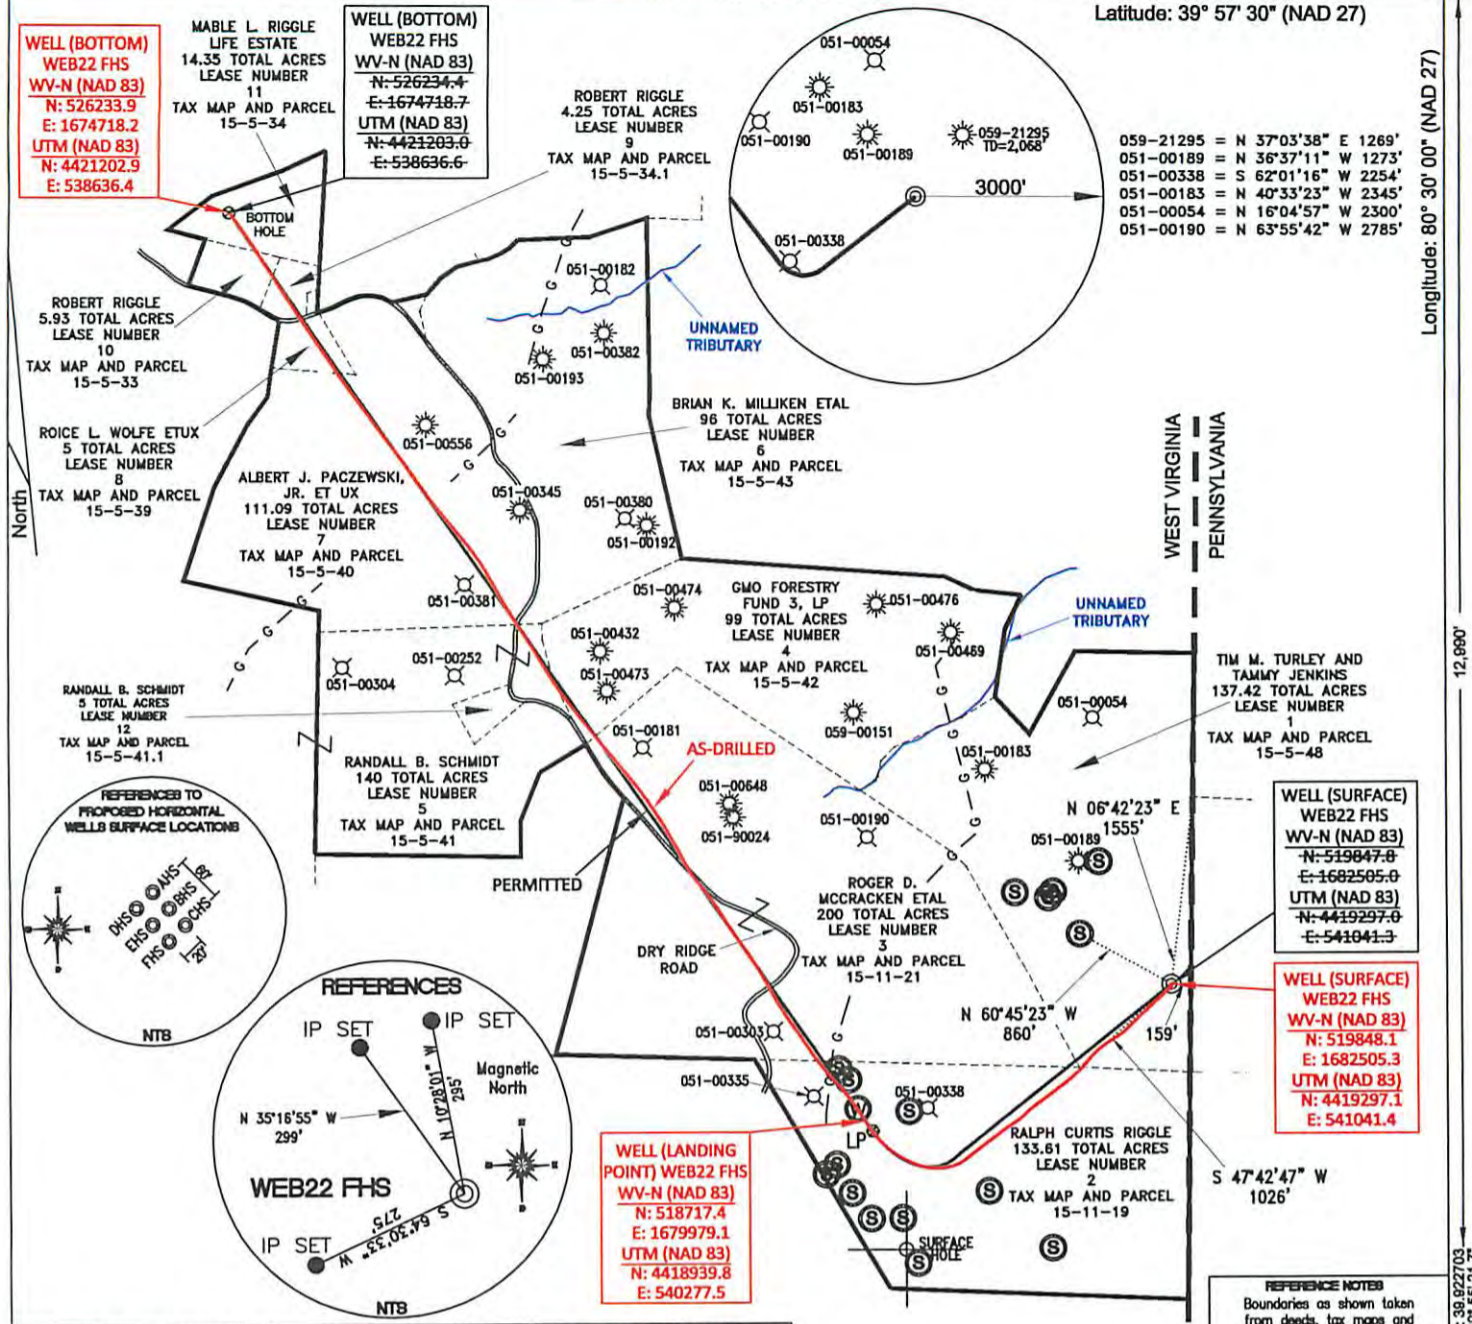 Latitude: 39° 57' 30" (NAD 27)
Longitude: 80° 30' 00" (NAD 27)
WELL (BOTTOM)
WEB22 FHS
WV-N (NAD 83)
N: 526233.9
E: 1674718.2
UTM (NAD 83)
N: 4421202.9
E: 538636.4
MABLE L. RIGGLE
LIFE ESTATE
14.35 TOTAL ACRES
LEASE NUMBER
11
TAX MAP AND PARCEL
15-5-34
WELL (BOTTOM)
WEB22 FHS
WV-N (NAD 83)
N: 526234.4
E: 1674718.7
UTM (NAD 83)
N: 4421203.0
E: 538636.6
ROBERT RIGGLE
4.25 TOTAL ACRES
LEASE NUMBER
9
TAX MAP AND PARCEL
15-5-34.1
051-00054
051-00183
051-00190
051-00189
059-21295
TD=2,068'
3000'
051-00338
059-21295 = N 37°03'38" E 1269'
051-00189 = N 36°37'11" W 1273'
051-00338 = S 62°01'16" W 2254'
051-00183 = N 40°33'23" W 2345'
051-00054 = N 16°04'57" W 2300'
051-00190 = N 63°55'42" W 2785'
BOTTOM
HOLE
ROBERT RIGGLE
5.93 TOTAL ACRES
LEASE NUMBER
10
TAX MAP AND PARCEL
15-5-33
051-00182
051-00382
051-00193
UNNAMED
TRIBUTARY
G
G
G
G
ROICE L. WOLFE ETUX
5 TOTAL ACRES
LEASE NUMBER
8
TAX MAP AND PARCEL
15-5-39
North
051-00556
BRIAN K. MILLIKEN ETAL
96 TOTAL ACRES
LEASE NUMBER
6
TAX MAP AND PARCEL
15-5-43
WEST VIRGINIA
PENNSYLVANIA
ALBERT J. PACZEWSKI,
JR. ET UX
111.09 TOTAL ACRES
LEASE NUMBER
7
TAX MAP AND PARCEL
15-5-40
051-00345
051-00380
051-00192
051-00381
051-00474
051-00432
051-00473
GMO FORESTRY
FUND 3, LP
99 TOTAL ACRES
LEASE NUMBER
4
TAX MAP AND PARCEL
15-5-42
051-00476
051-00469
UNNAMED
TRIBUTARY
12,990'
051-00304
051-00252
RANDALL B. SCHMIDT
5 TOTAL ACRES
LEASE NUMBER
12
TAX MAP AND PARCEL
15-5-41.1
TIM M. TURLEY AND
TAMMY JENKINS
137.42 TOTAL ACRES
LEASE NUMBER
1
TAX MAP AND PARCEL
15-5-48
051-00054
059-00151
051-00183
051-00181
AS-DRILLED
RANDALL B. SCHMIDT
140 TOTAL ACRES
LEASE NUMBER
5
TAX MAP AND PARCEL
15-5-41
051-00648
051-90024
051-00190
N 06°42'23" E
1555'
051-00189
WELL (SURFACE)
WEB22 FHS
WV-N (NAD 83)
N: 519847.8
E: 1682505.0
UTM (NAD 83)
N: 4419297.0
E: 541041.3
REFERENCES TO
PROPOSED HORIZONTAL
WELLS SURFACE LOCATIONS
AHS
BHS
CHS
DHS
EHS
FHS
20'
NTS
PERMITTED
ROGER D.
MCCRACKEN ETAL
200 TOTAL ACRES
LEASE NUMBER
3
TAX MAP AND PARCEL
15-11-21
DRY RIDGE
ROAD
N 60°45'23" W
860'
159'
WELL (SURFACE)
WEB22 FHS
WV-N (NAD 83)
N: 519848.1
E: 1682505.3
UTM (NAD 83)
N: 4419297.1
E: 541041.4
REFERENCES
IP SET
IP SET
N 10°28'01" W
295'
Magnetic
North
N 35°16'55" W
299'
WEB22 FHS
S 64°30'33" W
275'
IP SET
NTS
051-00303
051-00335
051-00338
LP
WELL (LANDING
POINT) WEB22 FHS
WV-N (NAD 83)
N: 518717.4
E: 1679979.1
UTM (NAD 83)
N: 4418939.8
E: 540277.5
RALPH CURTIS RIGGLE
133.61 TOTAL ACRES
LEASE NUMBER
2
TAX MAP AND PARCEL
15-11-19
S 47°42'47" W
1026'
SURFACE
HOLE
REFERENCE NOTES
Boundaries as shown taken
from deeds, tax maps and